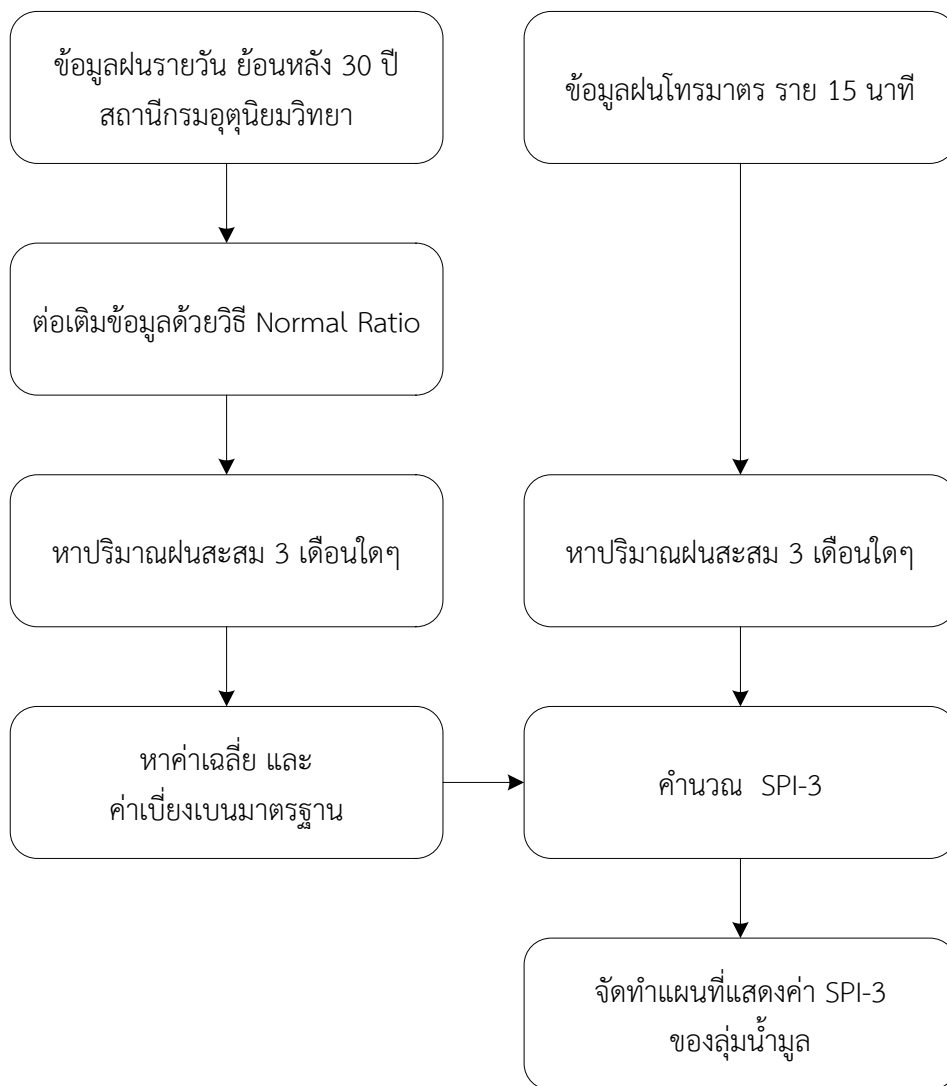 ข้อมูลฝนรายวัน ย้อนหลัง 30 ปี
สถานีกรมอุตุนิยมวิทยา
ข้อมูลฝนโทรมาตร ราย 15 นาที
ต่อเติมข้อมูลด้วยวิธี Normal Ratio
หาปริมาณฝนสะสม 3 เดือนใดๆ
หาปริมาณฝนสะสม 3 เดือนใดๆ
หาค่าเฉลี่ย และ
ค่าเบี่ยงเบนมาตรฐาน
คำนวณ SPI-3
จัดทำแผนที่แสดงค่า SPI-3
ของลุ่มน้ำมูล